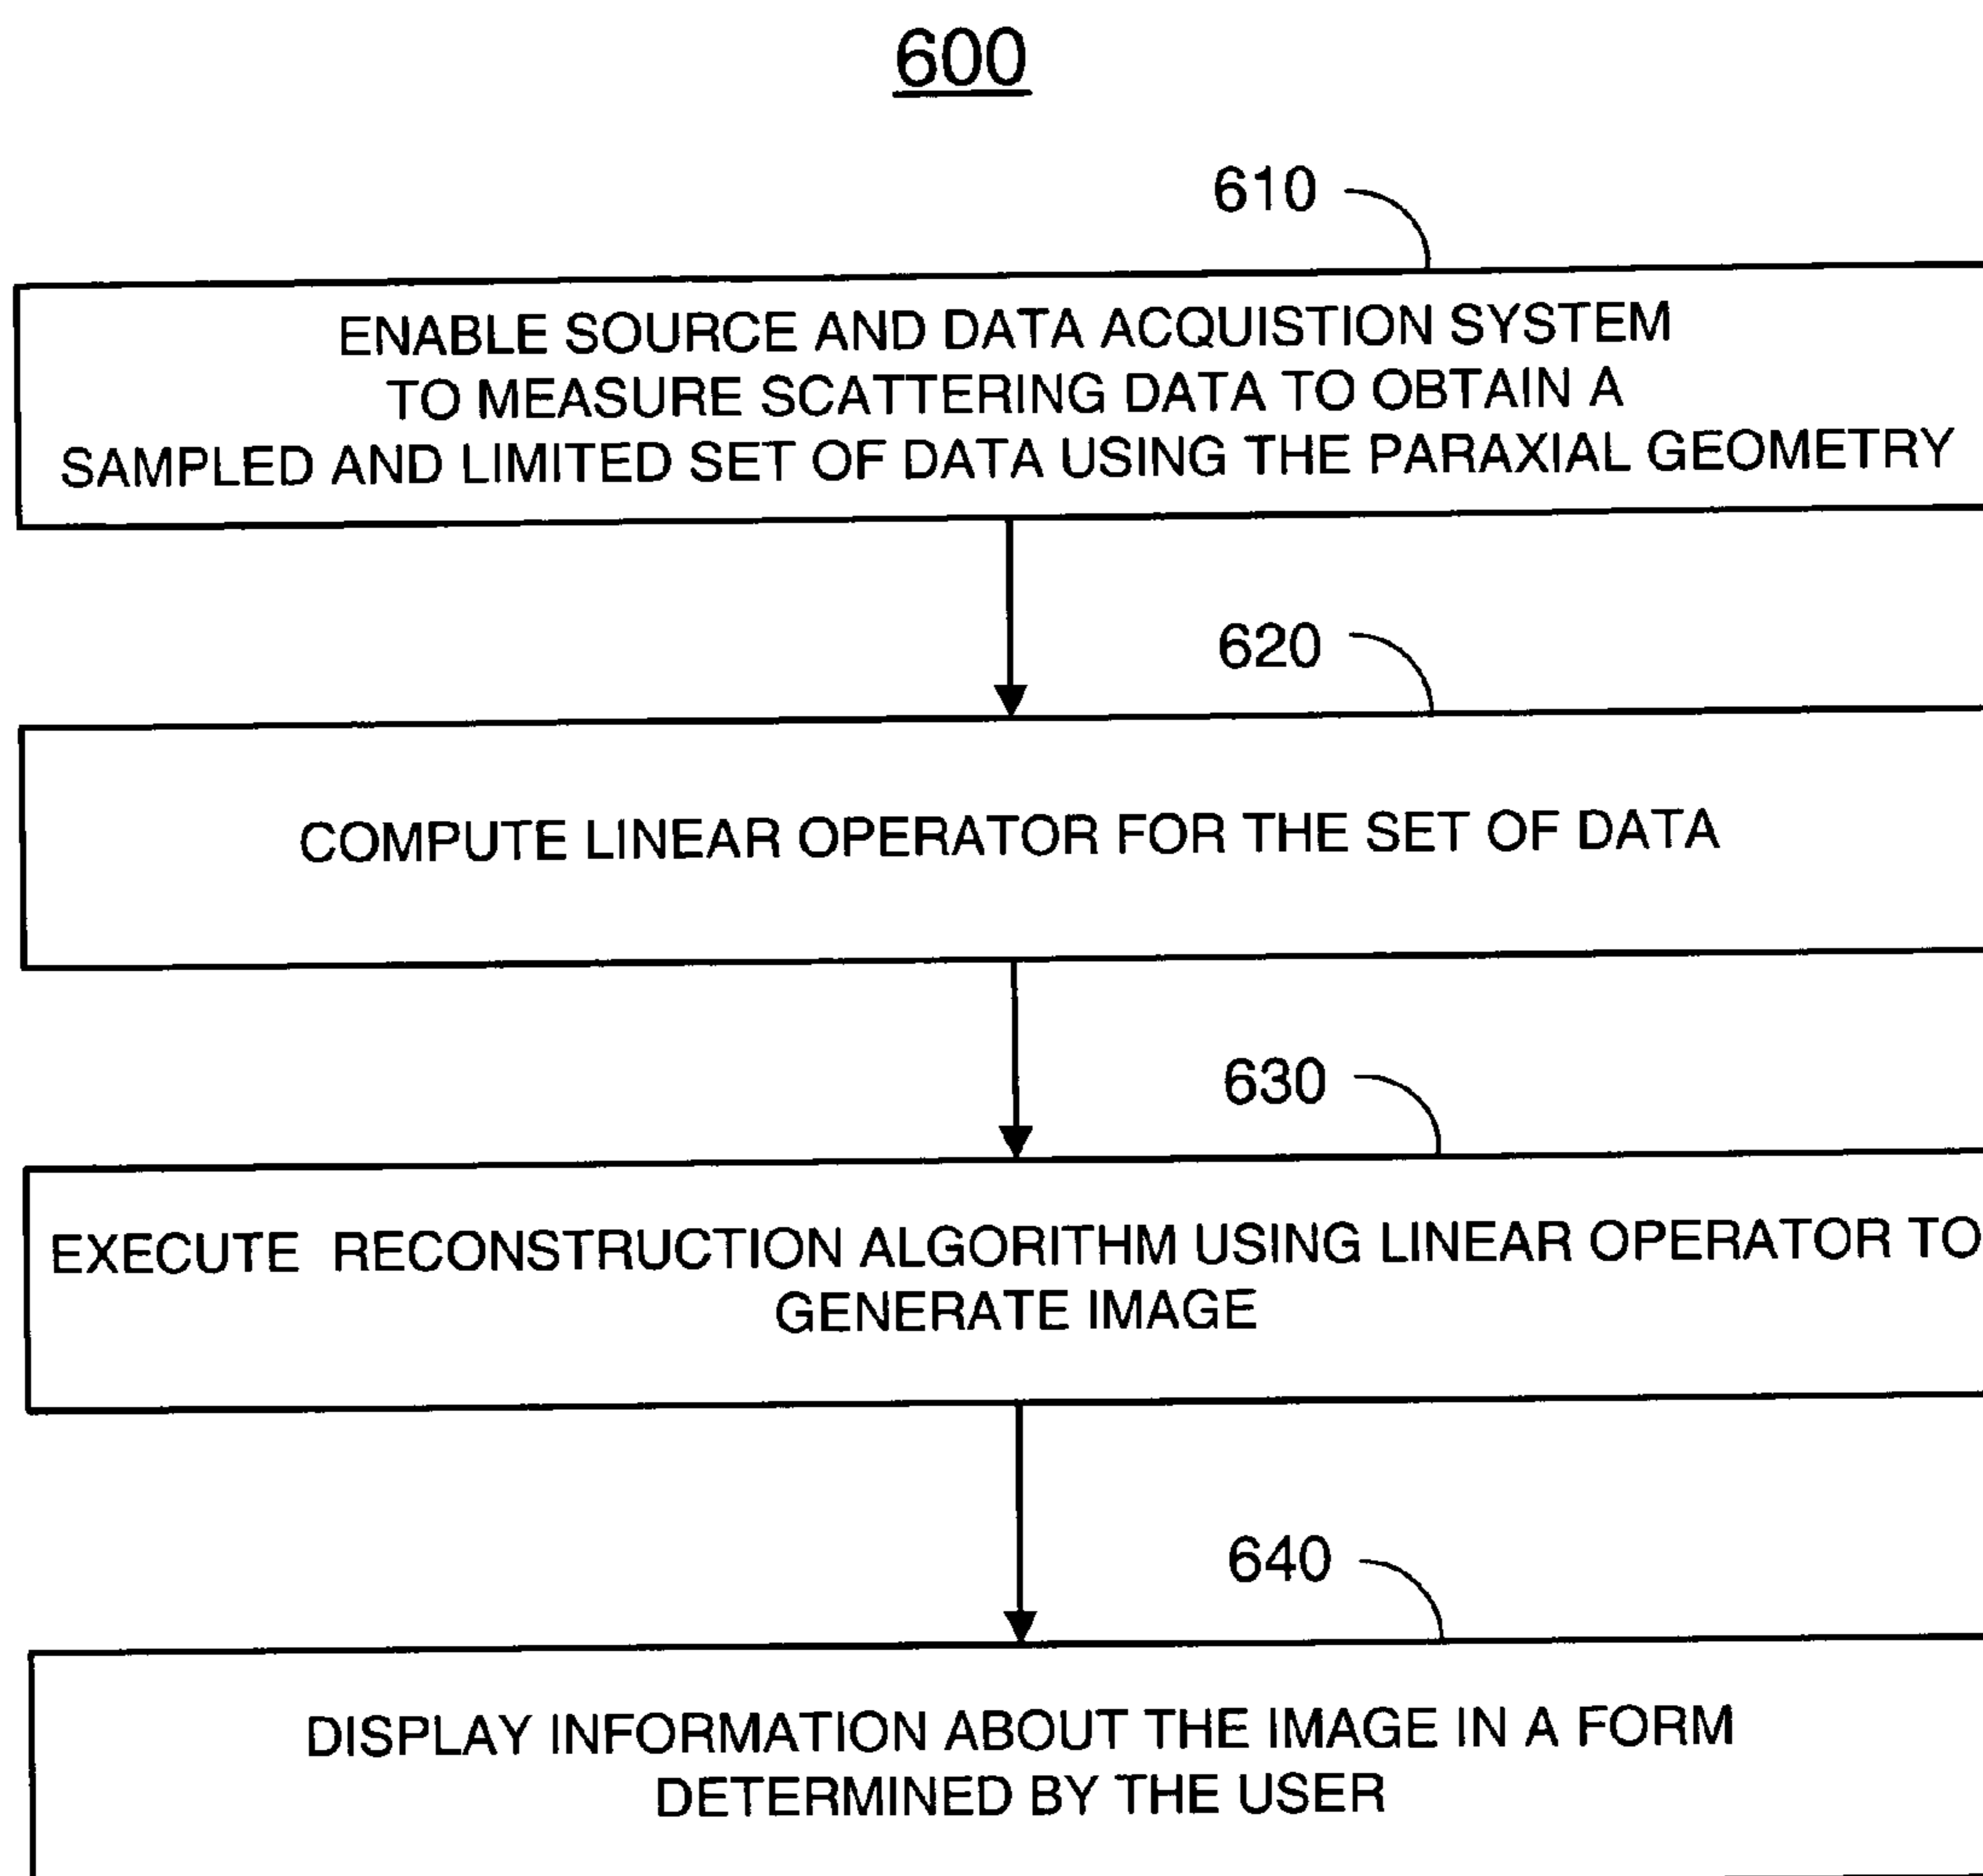 600
610
ENABLE SOURCE AND DATA ACQUISTION SYSTEM
TO MEASURE SCATTERING DATA TO OBTAIN A
SAMPLED AND LIMITED SET OF DATA USING THE PARAXIAL GEOMETRY
620
COMPUTE LINEAR OPERATOR FOR THE SET OF DATA
630
EXECUTE RECONSTRUCTION ALGORITHM USING LINEAR OPERATOR TO
GENERATE IMAGE
640
DISPLAY INFORMATION ABOUT THE IMAGE IN A FORM
DETERMINED BY THE USER